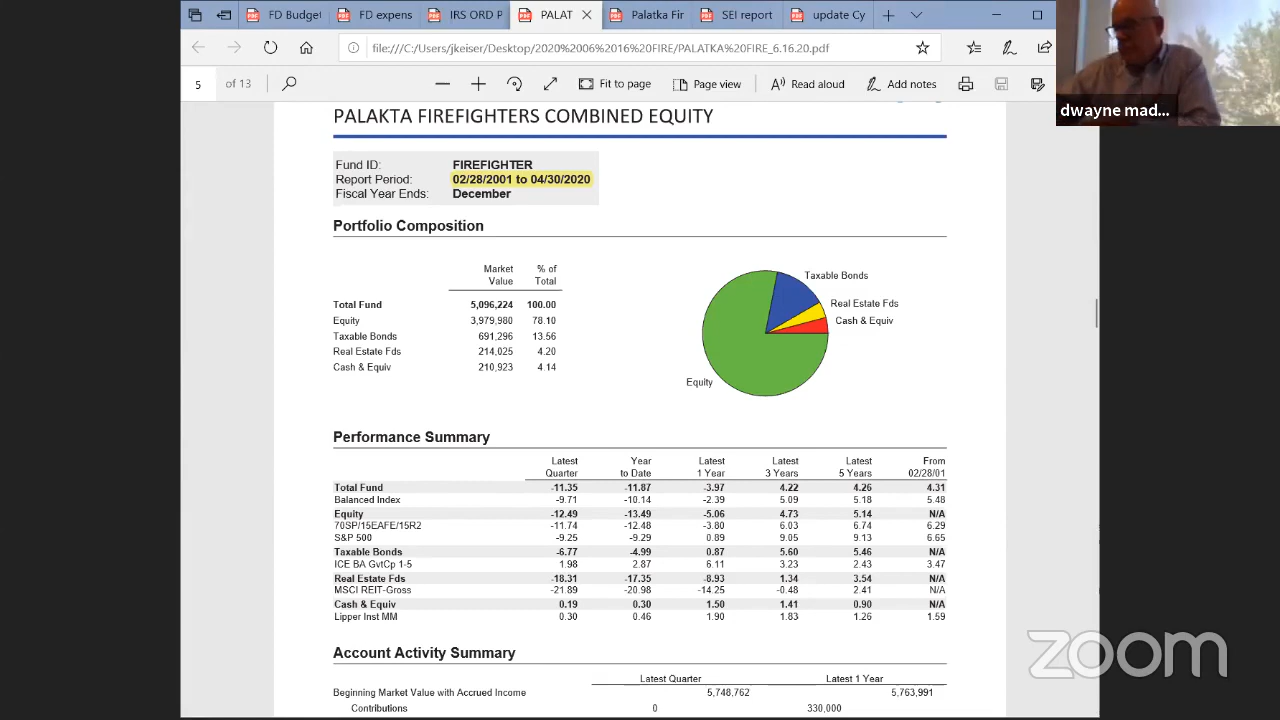 FD Budget
FD expens
IRS ORD P
PALAT
Palatka Fir
SEI report
update Cy
file:///C:/Users/jkeiser/Desktop/2020%2006%2016%20FIRE/PALATKA%20FIRE_6.16.20.pdf
5 of 13
Fit to page
Page view
Read aloud
Add notes
dwayne mad...
PALAKTA FIREFIGHTERS COMBINED EQUITY
Fund ID: FIREFIGHTER
Report Period: 02/28/2001 to 04/30/2020
Fiscal Year Ends: December
Portfolio Composition
Market % of
Value Total
Total Fund 5,096,224 100.00
Equity 3,979,980 78.10
Taxable Bonds 691,296 13.56
Real Estate Fds 214,025 4.20
Cash & Equiv 210,923 4.14
Taxable Bonds
Real Estate Fds
Cash & Equiv
Equity
Performance Summary
Latest Year Latest Latest Latest From
Quarter to Date 1 Year 3 Years 5 Years 02/28/01
Total Fund -11.35 -11.87 -3.97 4.22 4.26 4.31
Balanced Index -9.71 -10.14 -2.39 5.09 5.18 5.48
Equity -12.49 -13.49 -5.06 4.73 5.14 N/A
70SP/15EAFE/15R2 -11.74 -12.48 -3.80 6.03 6.74 6.29
S&P 500 -9.25 -9.29 0.89 9.05 9.13 6.65
Taxable Bonds -6.77 -4.99 0.87 5.60 5.46 N/A
ICE BA GvtCp 1-5 1.98 2.87 6.11 3.23 2.43 3.47
Real Estate Fds -18.31 -17.35 -8.93 1.34 3.54 N/A
MSCI REIT-Gross -21.89 -20.98 -14.25 -0.48 2.41 N/A
Cash & Equiv 0.19 0.30 1.50 1.41 0.90 N/A
Lipper Inst MM 0.30 0.46 1.90 1.83 1.26 1.59
Account Activity Summary
Latest Quarter Latest 1 Year
Beginning Market Value with Accrued Income 5,748,762 5,763,991
Contributions 0 330,000
zoom